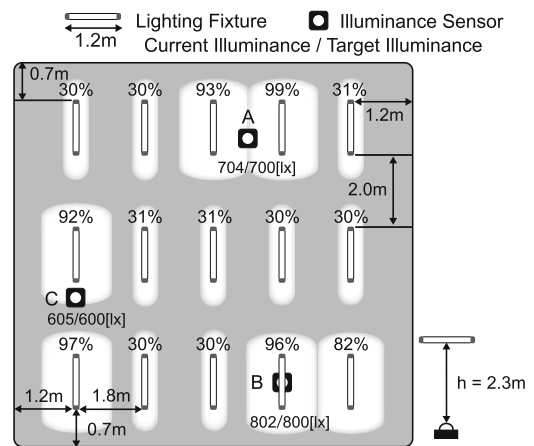 Lighting Fixture
Illuminance Sensor
1.2m
Current Illuminance / Target Illuminance
0.7m
30% 30% 93% 99% 31%
A
1.2m
704/700[lx]
2.0m
92% 31% 31% 30% 30%
C
605/600[lx]
97% 30% 30% 96% 82%
1.2m 1.8m
B
h = 2.3m
802/800[lx]
0.7m